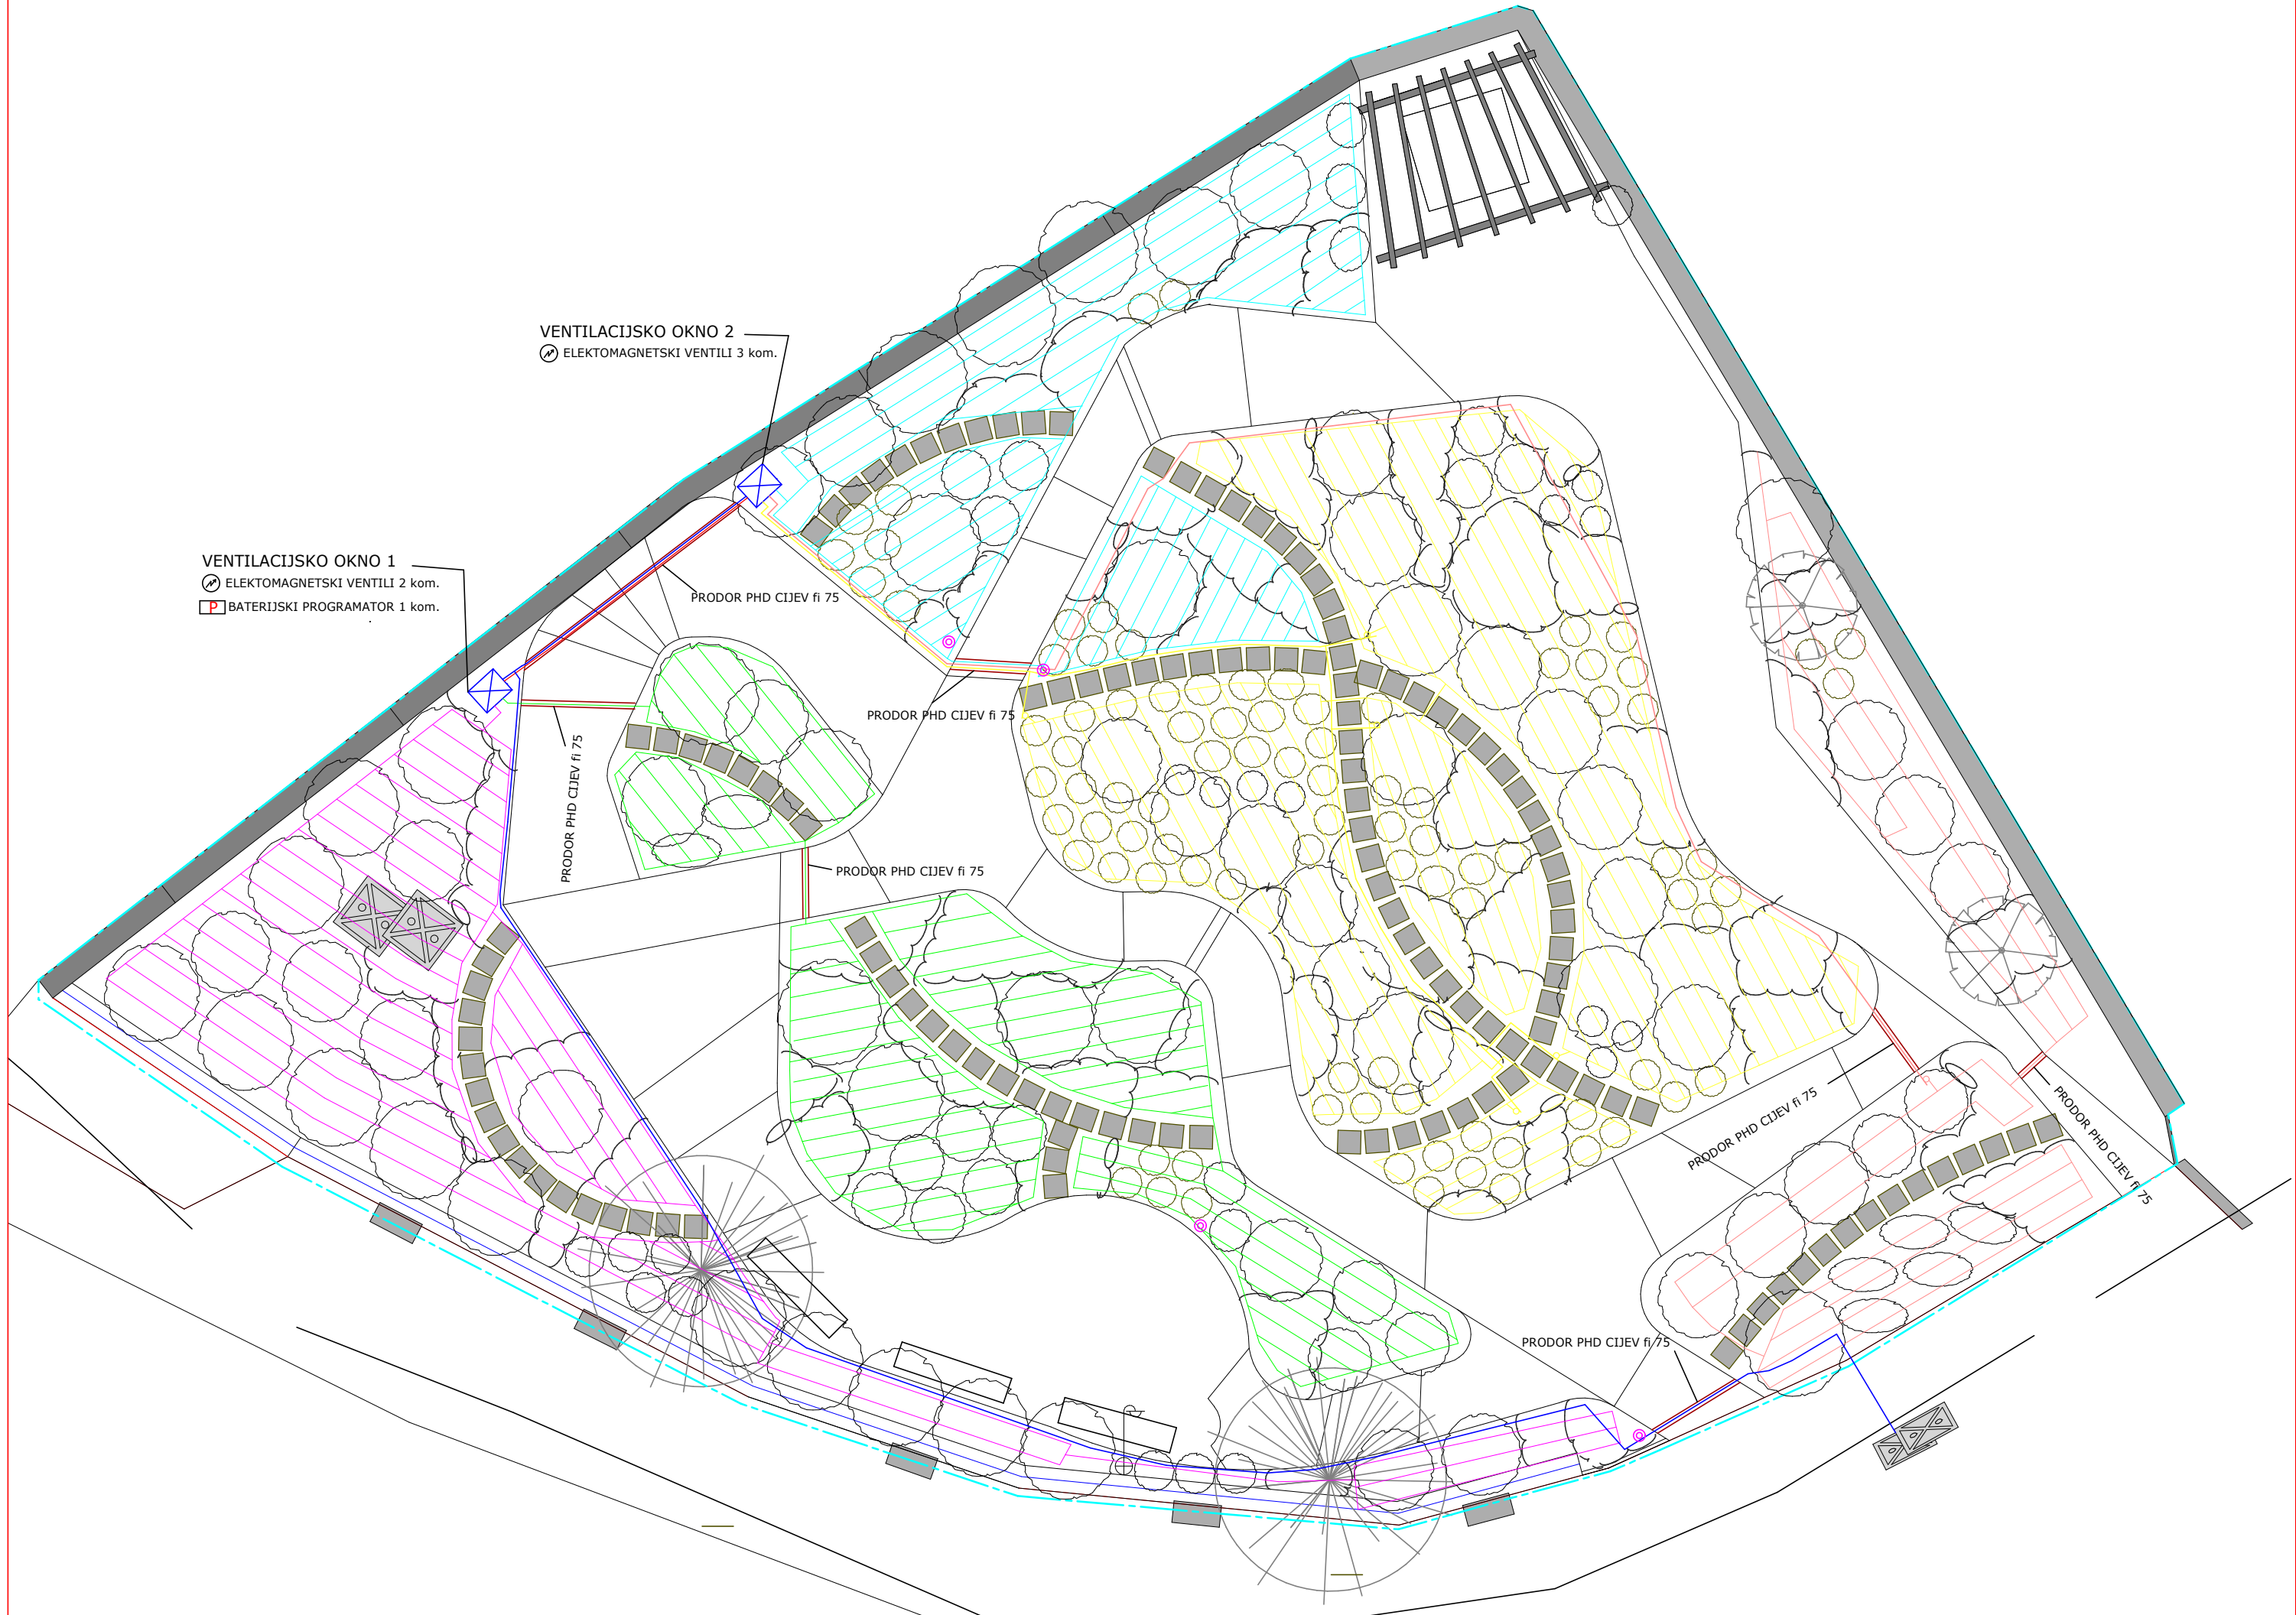 VENTILACIJSKO OKNO 2
ELEKTOMAGNETSKI VENTILI 3 kom.
VENTILACIJSKO OKNO 1
ELEKTOMAGNETSKI VENTILI 2 kom.
P BATERIJSKI PROGRAMATOR 1 kom.
PRODOR PHD CIJEV fi 75
PRODOR PHD CIJEV fi 75
PRODOR PHD CIJEV fi 75
PRODOR PHD CIJEV fi 75
PRODOR PHD CIJEV fi 75
PRODOR PHD CIJEV fi 75
PRODOR PHD CIJEV fi 75